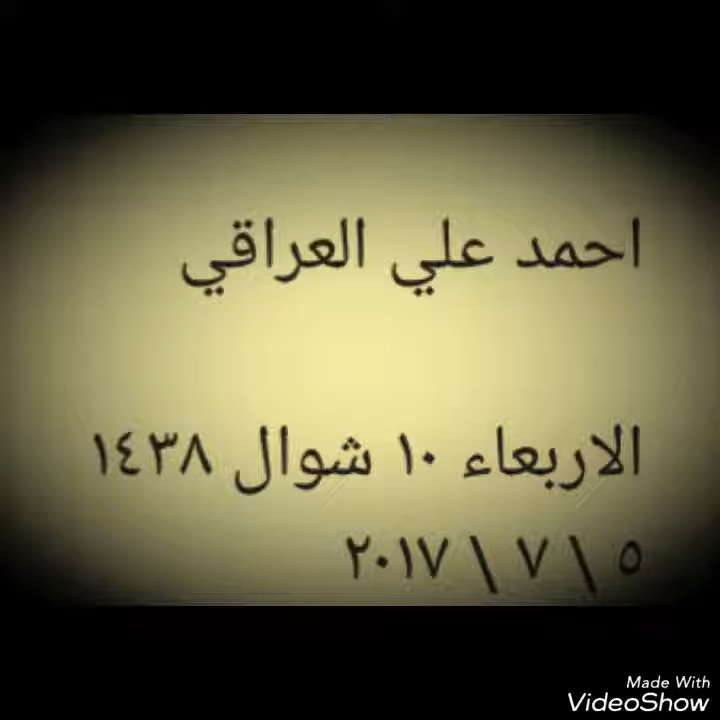 احمد علي العراقي
الاربعاء ١٠ شوال ١٤٣٨
٥ \ ٧ \ ٢٠١٧
Made With
VideoShow